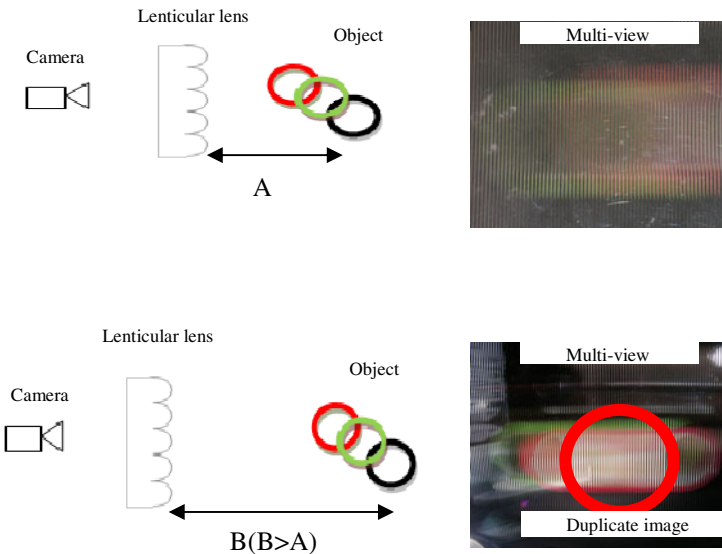 Lenticular lens
Object
Camera
A
Multi-view
Lenticular lens
Object
Camera
B(B>A)
Multi-view
Duplicate image